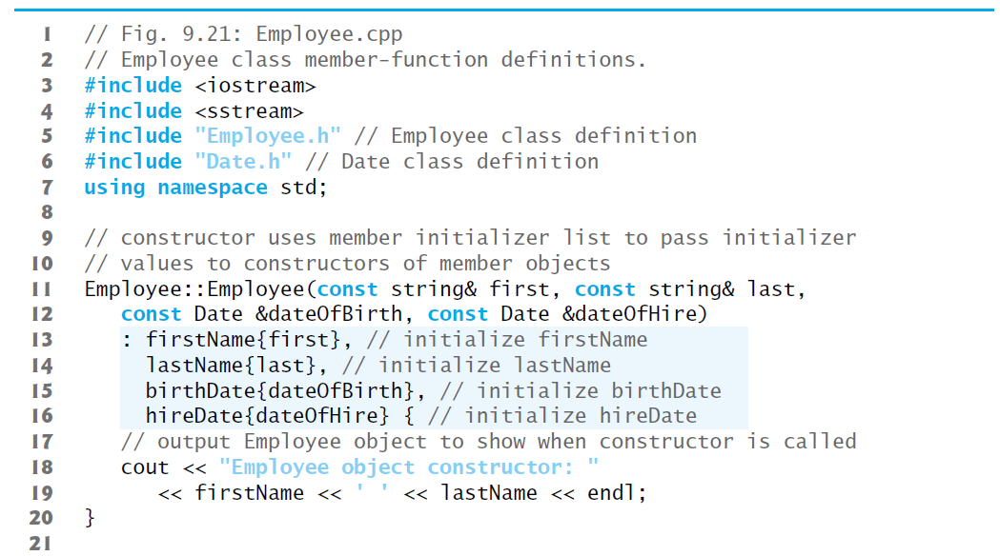 1 // Fig. 9.21: Employee.cpp
2 // Employee class member-function definitions.
3 #include <iostream>
4 #include <sstream>
5 #include "Employee.h" // Employee class definition
6 #include "Date.h" // Date class definition
7 using namespace std;
8
9 // constructor uses member initializer list to pass initializer
10 // values to constructors of member objects
11 Employee::Employee(const string& first, const string& last,
12    const Date &dateOfBirth, const Date &dateOfHire)
13    : firstName{first}, // initialize firstName
14      lastName{last}, // initialize lastName
15      birthDate{dateOfBirth}, // initialize birthDate
16      hireDate{dateOfHire} { // initialize hireDate
17    // output Employee object to show when constructor is called
18    cout << "Employee object constructor: "
19       << firstName << ' ' << lastName << endl;
20 }
21